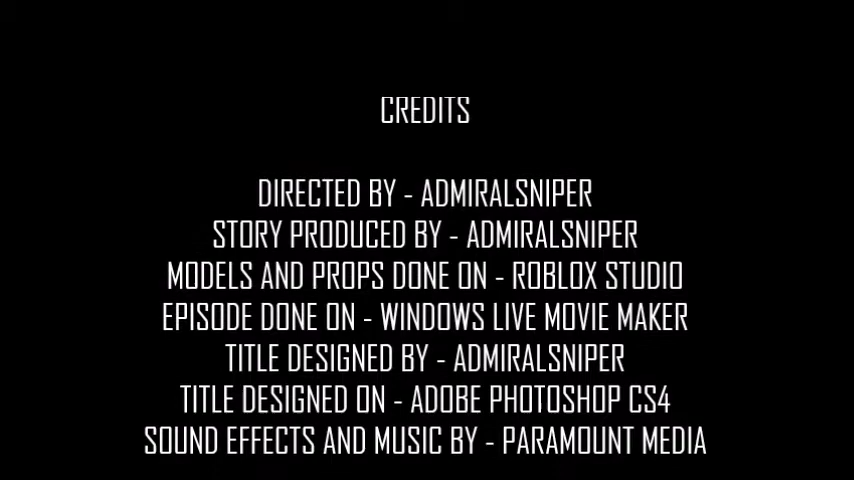 CREDITS
DIRECTED BY - ADMIRALSNIPER
STORY PRODUCED BY - ADMIRALSNIPER
MODELS AND PROPS DONE ON - ROBLOX STUDIO
EPISODE DONE ON - WINDOWS LIVE MOVIE MAKER
TITLE DESIGNED BY - ADMIRALSNIPER
TITLE DESIGNED ON - ADOBE PHOTOSHOP CS4
SOUND EFFECTS AND MUSIC BY - PARAMOUNT MEDIA